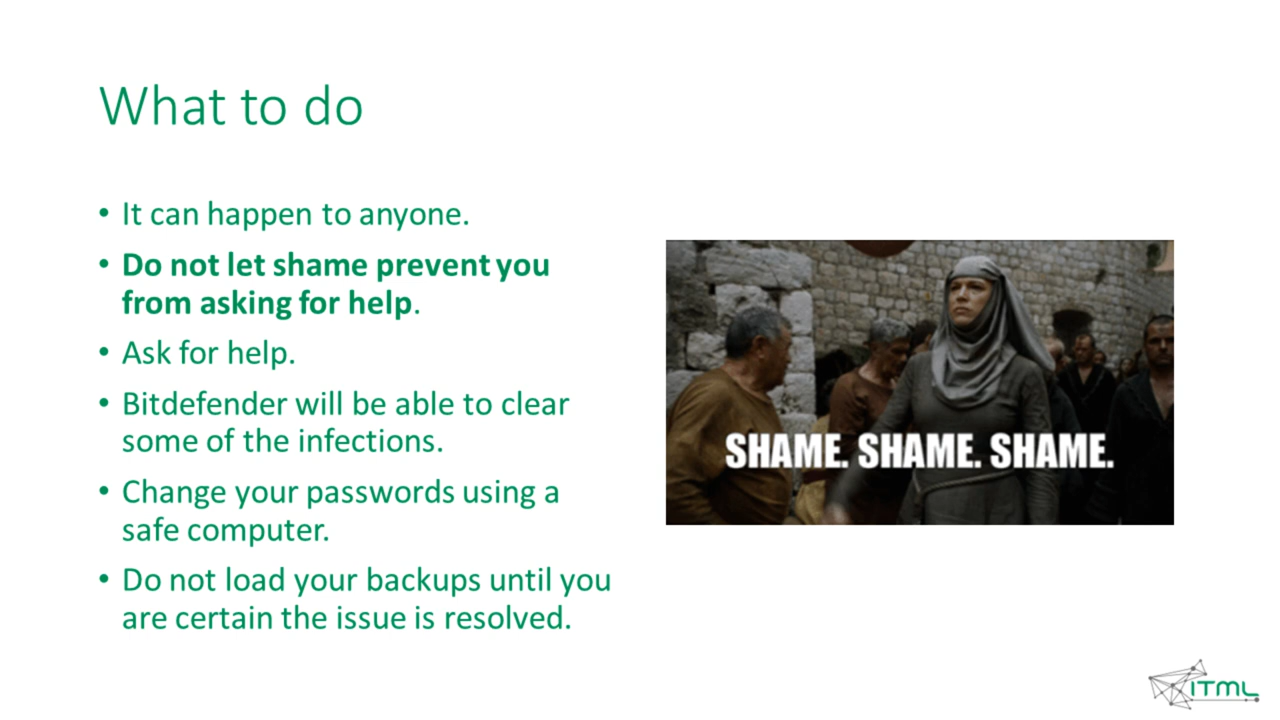 What to do
• It can happen to anyone.
• Do not let shame prevent you
from asking for help.
• Ask for help.
• Bitdefender will be able to clear
some of the infections.
• Change your passwords using a
safe computer.
• Do not load your backups until you
are certain the issue is resolved.
SHAME. SHAME. SHAME.
ITML